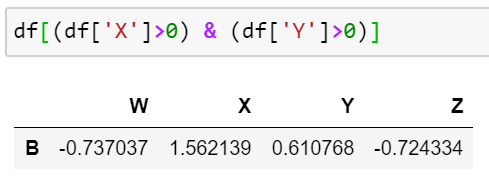 df[(df['X']>0) & (df['Y']>0)]
W X Y Z
B -0.737037 1.562139 0.610768 -0.724334